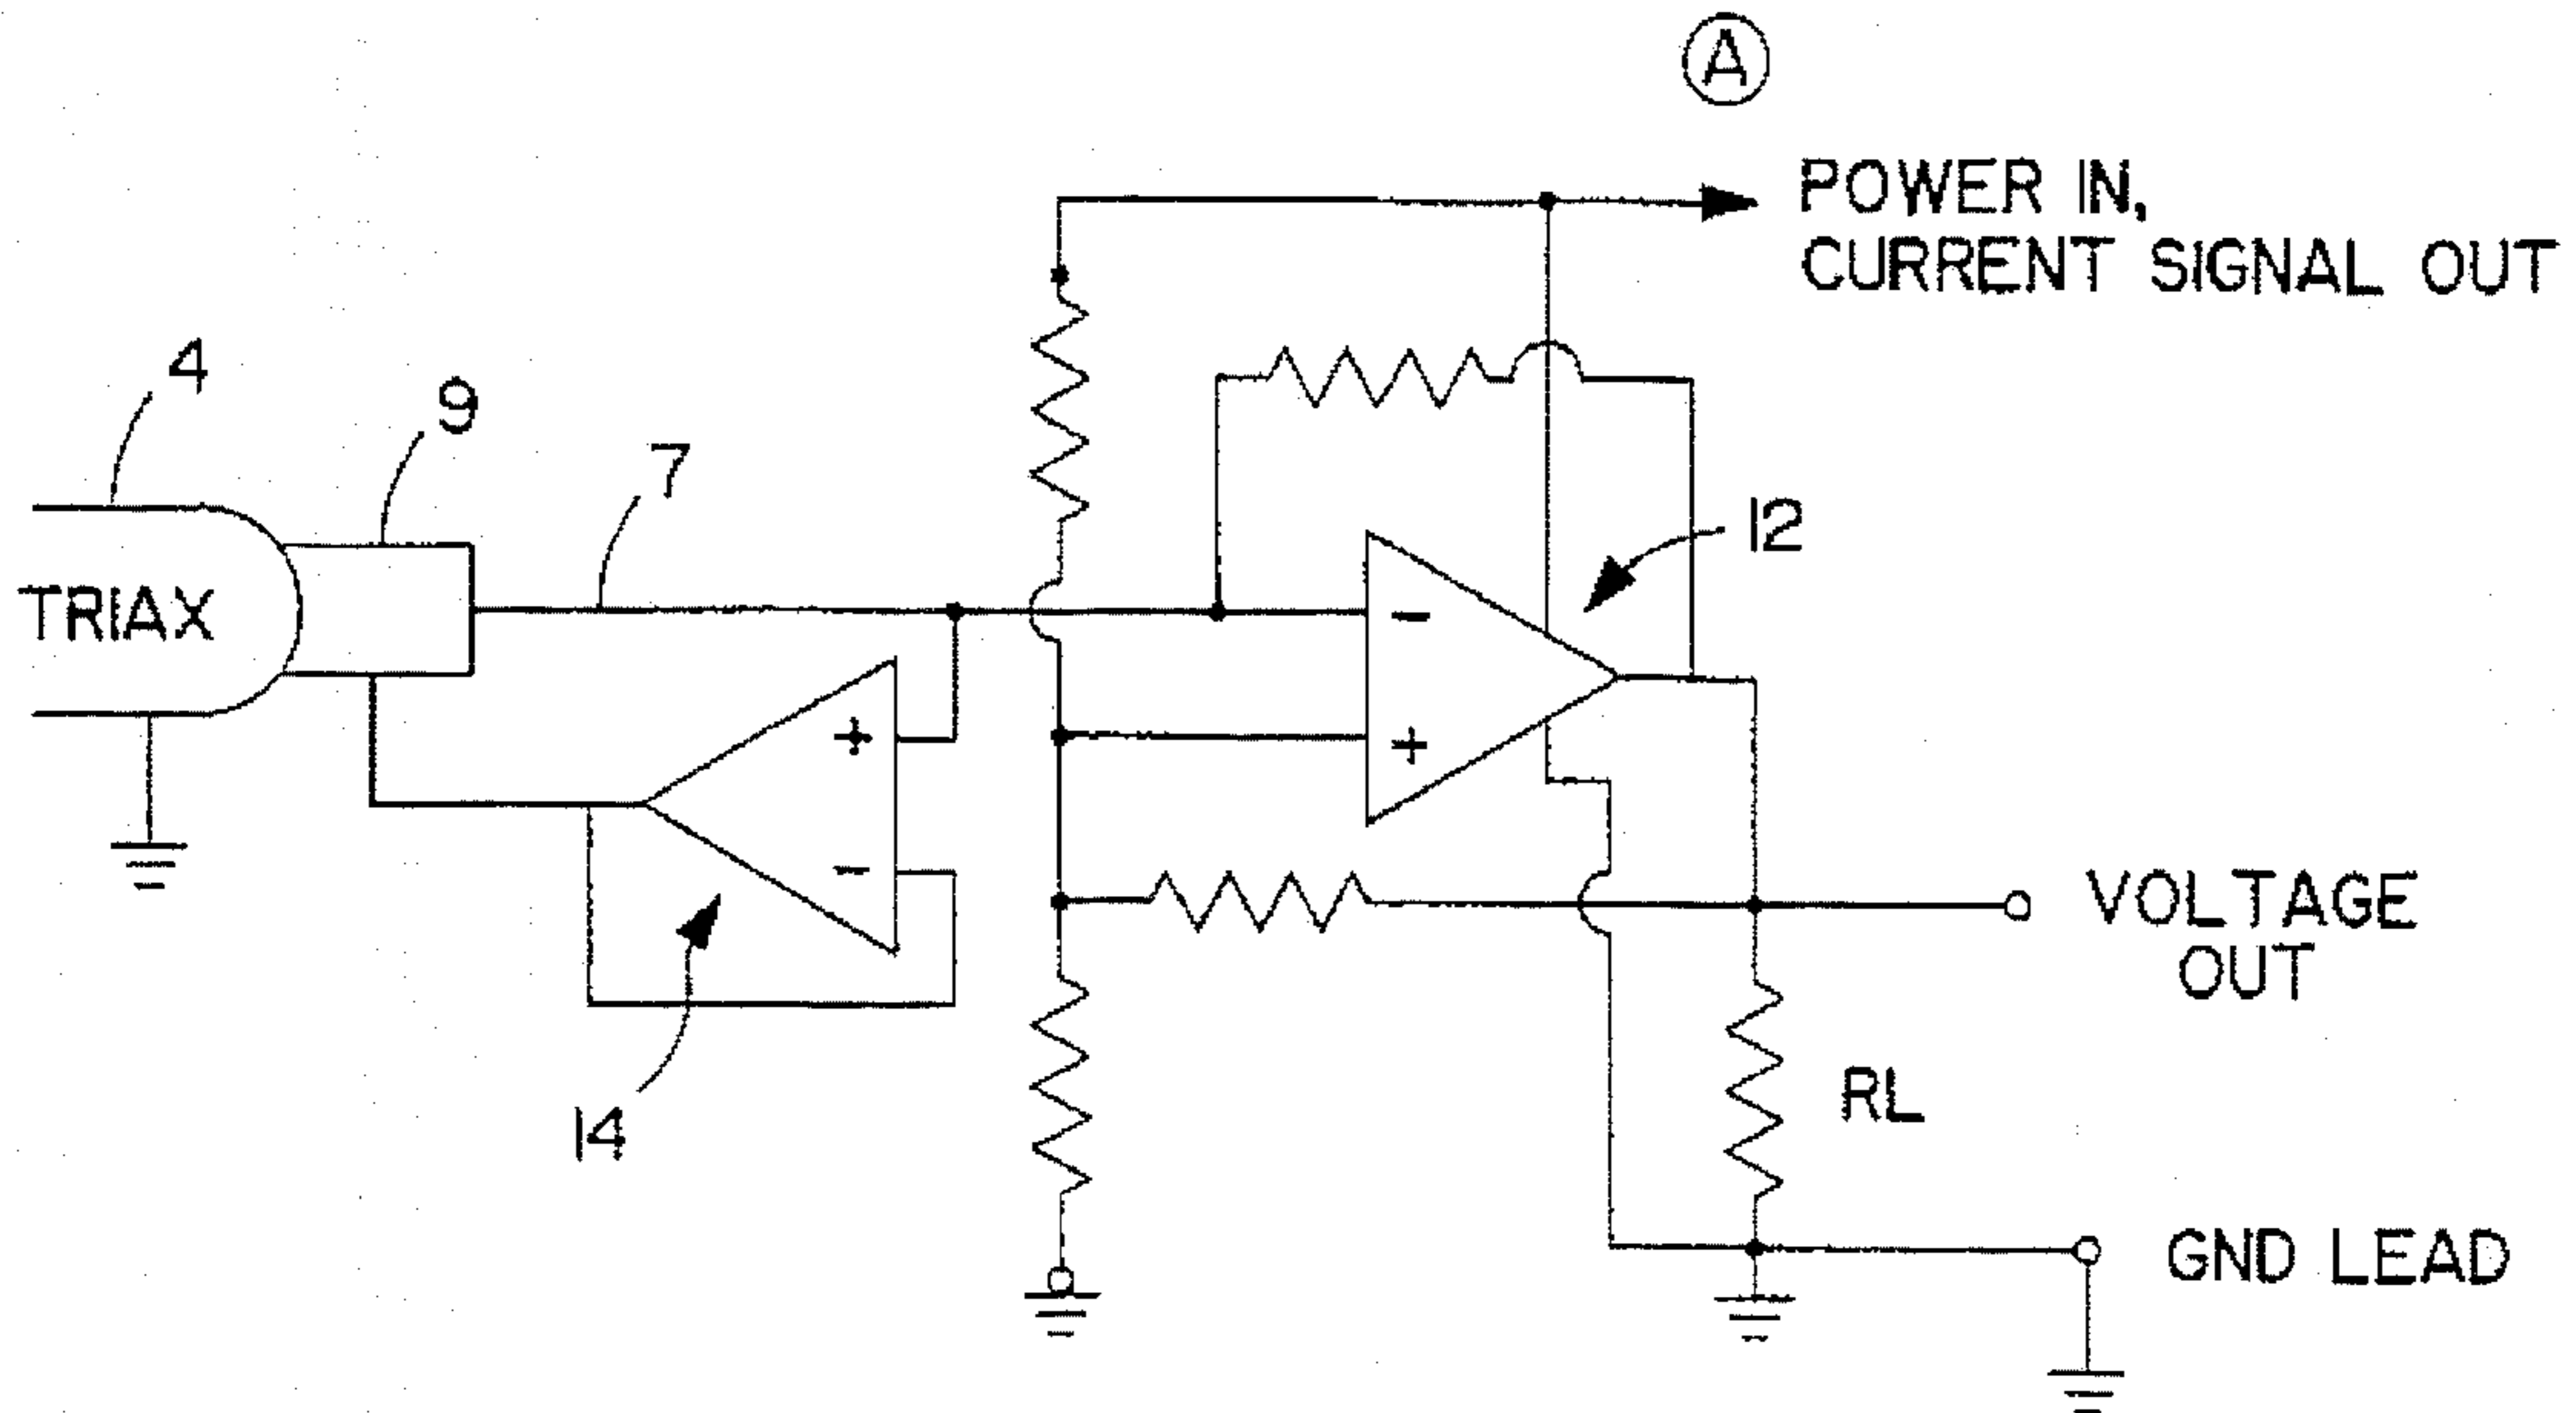 A
POWER IN,
CURRENT SIGNAL OUT
4
9
7
12
TRIAX
-
+
+
-
VOLTAGE
OUT
14
RL
GND LEAD